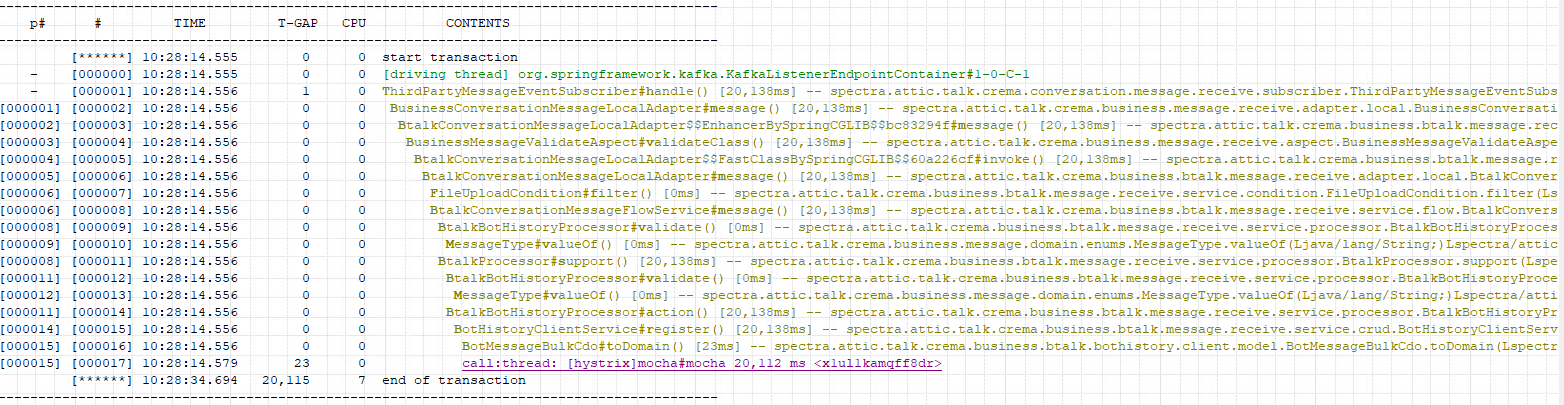 p# # TIME T-GAP CPU CONTENTS
[******] 10:28:14.555 0 0 start transaction
- [000000] 10:28:14.555 0 0 [driving thread] org.springframework.kafka.KafkaListenerEndpointContainer#1-0-C-1
- [000001] 10:28:14.556 1 0 ThirdPartyMessageEventSubscriber#handle() [20,138ms] -- spectra.attic.talk.crema.conversation.message.receive.subscriber.ThirdPartyMessageEventSubs
[000001] [000002] 10:28:14.556 0 0 BusinessConversationMessageLocalAdapter#message() [20,138ms] -- spectra.attic.talk.crema.business.message.receive.adapter.local.BusinessConversati
[000002] [000003] 10:28:14.556 0 0 BtalkConversationMessageLocalAdapter$$EnhancerBySpringCGLIB$$bc83294f#message() [20,138ms] -- spectra.attic.talk.crema.business.btalk.message.rec
[000003] [000004] 10:28:14.556 0 0 BusinessMessageValidateAspect#validateClass() [20,138ms] -- spectra.attic.talk.crema.business.message.receive.aspect.BusinessMessageValidateAspe
[000004] [000005] 10:28:14.556 0 0 BtalkConversationMessageLocalAdapter$$FastClassBySpringCGLIB$$60a226cf#invoke() [20,138ms] -- spectra.attic.talk.crema.business.btalk.message.r
[000005] [000006] 10:28:14.556 0 0 BtalkConversationMessageLocalAdapter#message() [20,138ms] -- spectra.attic.talk.crema.business.btalk.message.receive.adapter.local.BtalkConver
[000006] [000007] 10:28:14.556 0 0 FileUploadCondition#filter() [0ms] -- spectra.attic.talk.crema.business.btalk.message.receive.service.condition.FileUploadCondition.filter(Ls
[000006] [000008] 10:28:14.556 0 0 BtalkConversationMessageFlowService#message() [20,138ms] -- spectra.attic.talk.crema.business.btalk.message.receive.service.flow.BtalkConvers
[000008] [000009] 10:28:14.556 0 0 BtalkBotHistoryProcessor#validate() [0ms] -- spectra.attic.talk.crema.business.btalk.message.receive.service.processor.BtalkBotHistoryProces
[000009] [000010] 10:28:14.556 0 0 MessageType#valueOf() [0ms] -- spectra.attic.talk.crema.business.message.domain.enums.MessageType.valueOf(Ljava/lang/String;)Lspectra/attic
[000008] [000011] 10:28:14.556 0 0 BtalkProcessor#support() [20,138ms] -- spectra.attic.talk.crema.business.btalk.message.receive.service.processor.BtalkProcessor.support(Lspe
[000011] [000012] 10:28:14.556 0 0 BtalkBotHistoryProcessor#validate() [0ms] -- spectra.attic.talk.crema.business.btalk.message.receive.service.processor.BtalkBotHistoryProce
[000012] [000013] 10:28:14.556 0 0 MessageType#valueOf() [0ms] -- spectra.attic.talk.crema.business.message.domain.enums.MessageType.valueOf(Ljava/lang/String;)Lspectra/atti
[000011] [000014] 10:28:14.556 0 0 BtalkBotHistoryProcessor#action() [20,138ms] -- spectra.attic.talk.crema.business.btalk.message.receive.service.processor.BtalkBotHistoryPr
[000014] [000015] 10:28:14.556 0 0 BotHistoryClientService#register() [20,138ms] -- spectra.attic.talk.crema.business.btalk.message.receive.service.crud.BotHistoryClientServ
[000015] [000016] 10:28:14.556 0 0 BotMessageBulkCdo#toDomain() [23ms] -- spectra.attic.talk.crema.business.btalk.bothistory.client.model.BotMessageBulkCdo.toDomain(Lspectr
[000015] [000017] 10:28:14.579 23 0 call:thread: [hystrix]mocha#mocha 20,112 ms <x1ullkamqff8dr>
[******] 10:28:34.694 20,115 7 end of transaction